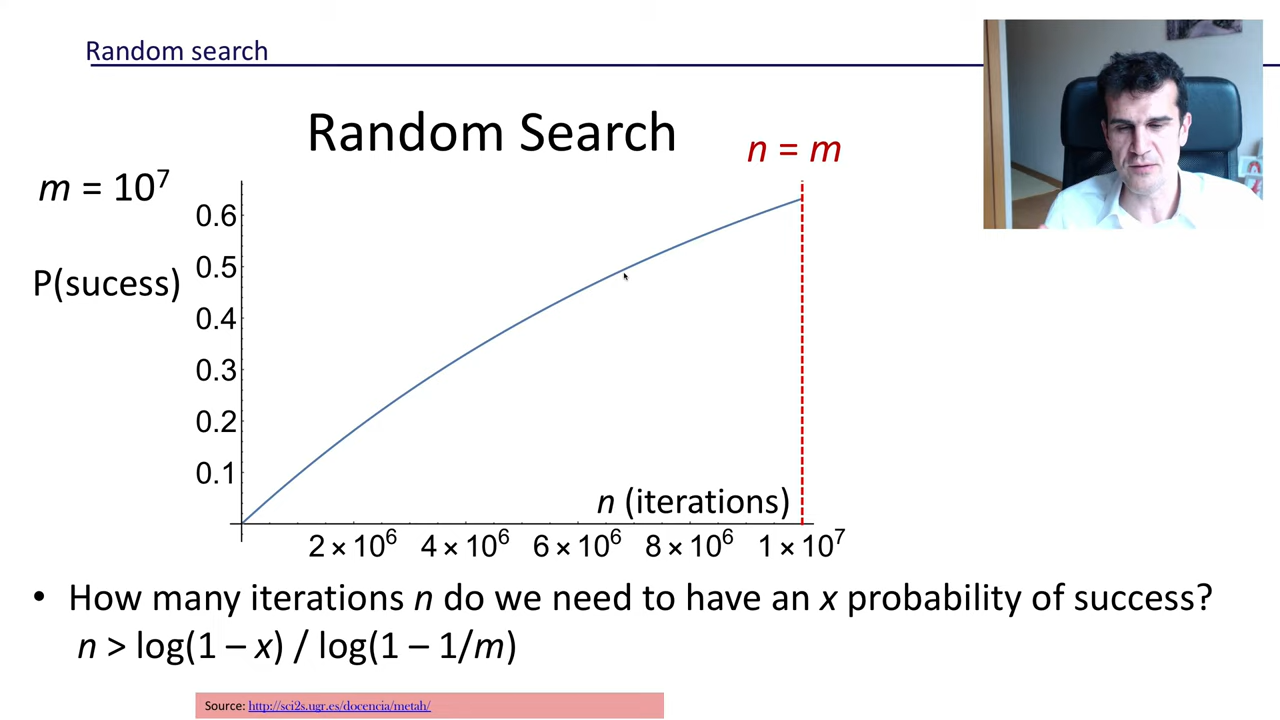 Random search
Random Search
n = m
m = 10⁷
P(sucess)
0.6
0.5
0.4
0.3
0.2
0.1
n (iterations)
2 × 10⁶ 4 × 10⁶ 6 × 10⁶ 8 × 10⁶ 1 × 10⁷
• How many iterations n do we need to have an x probability of success?
n > log(1 – x) / log(1 – 1/m)
Source: http://sci2s.ugr.es/docencia/metah/